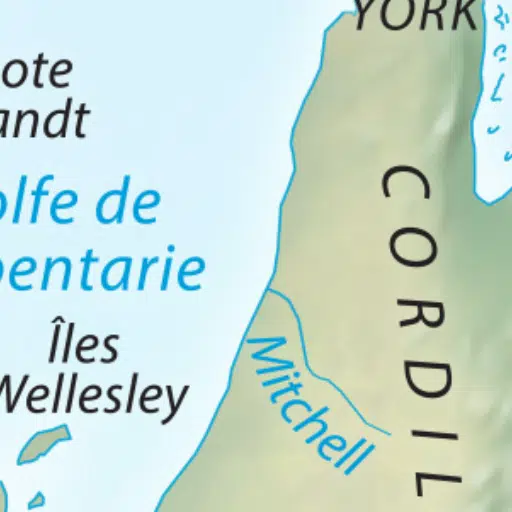 YORK
ote
andt
olfe de
pentarie
Îles
Wellesley
Mitchell
CORDIL